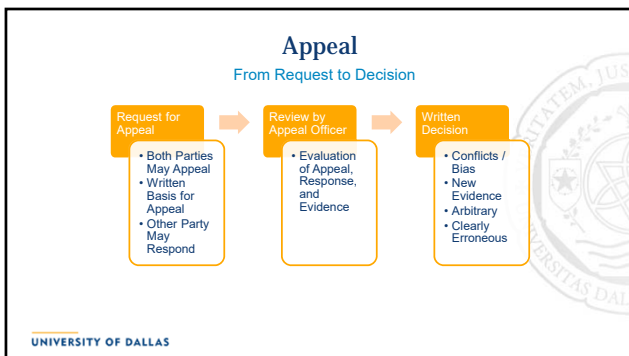 Appeal
From Request to Decision
Request for
Appeal
• Both Parties
May Appeal
• Written
Basis for
Appeal
• Other Party
May
Respond
Review by
Appeal Officer
• Evaluation
of Appeal,
Response,
and
Evidence
Written
Decision
• Conflicts /
Bias
• New
Evidence
• Arbitrary
• Clearly
Erroneous
UNIVERSITY OF DALLAS